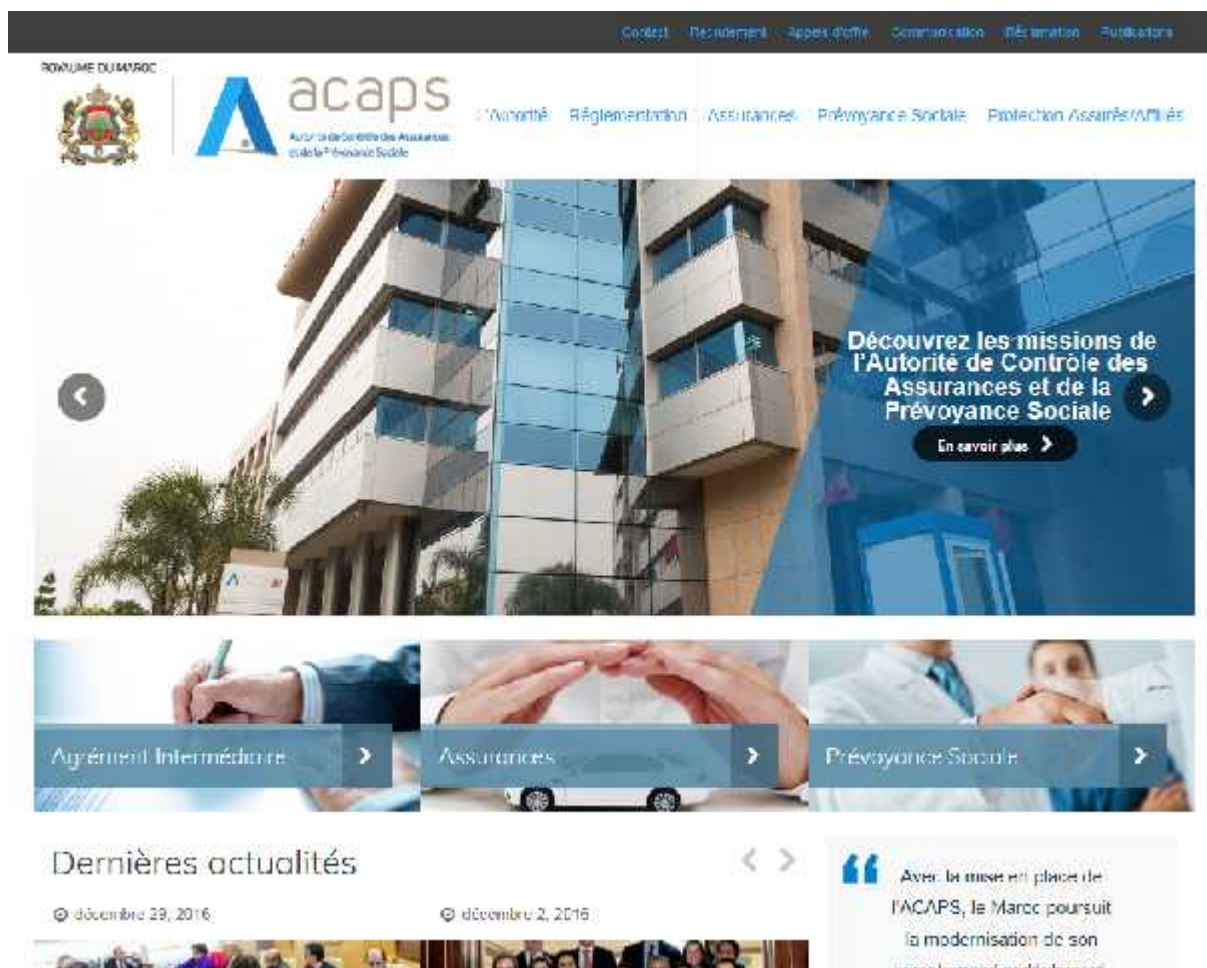 Contact Recrutement Appels d'offre Communication Réclamation Publications
ROYAUME DU MAROC
acaps
Autorité de Contrôle des Assurances
et de la Prévoyance Sociale
L'Autorité Réglementation Assurances Prévoyance Sociale Protection Assurés/Affiliés
Découvrez les missions de
l'Autorité de Contrôle des
Assurances et de la
Prévoyance Sociale
En savoir plus
Agrément Intermédiaire
Assurances
Prévoyance Sociale
Dernières actualités
décembre 29, 2016
décembre 2, 2016
Avec la mise en place de
l'ACAPS, le Maroc poursuit
la modernisation de son